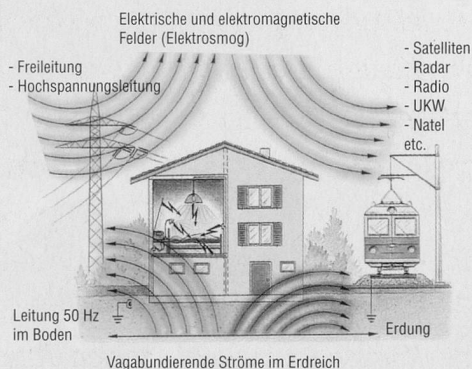 Elektrische und elektromagnetische
Felder (Elektrosmog)
- Freileitung
- Hochspannungsleitung
- Satelliten
- Radar
- Radio
- UKW
- Natel
etc.
Leitung 50 Hz
im Boden
Erdung
Vagabundierende Ströme im Erdreich